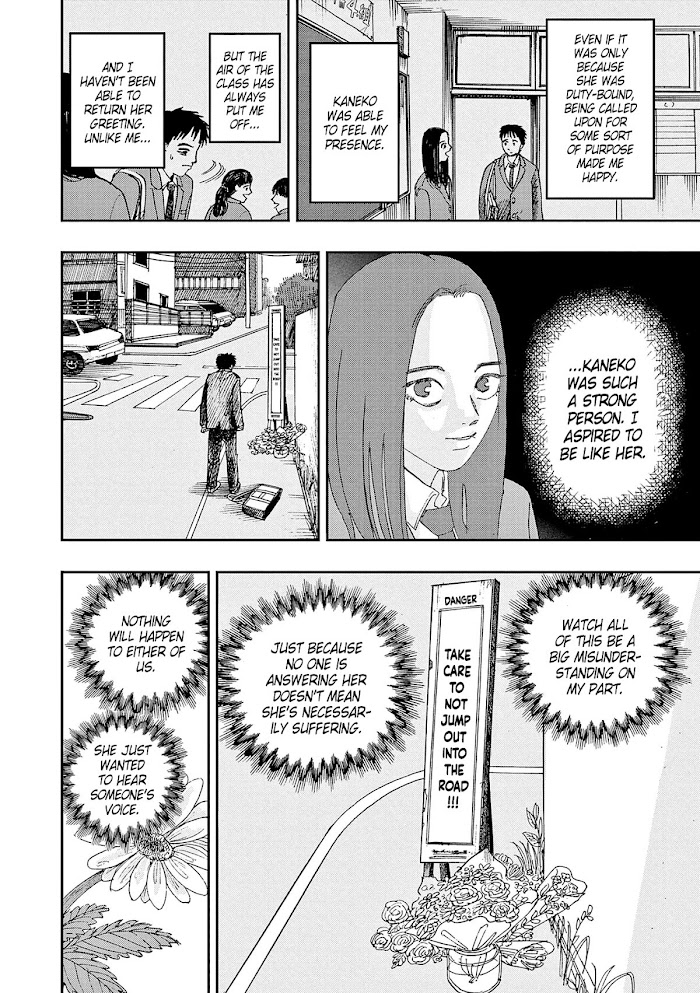 EVEN IF IT
WAS ONLY
BECAUSE
SHE WAS
DUTY-BOUND,
BEING CALLED
UPON FOR
SOME SORT
OF PURPOSE
MADE ME
HAPPY.
KANEKO
WAS ABLE
TO FEEL MY
PRESENCE.
BUT THE
AIR OF THE
CLASS HAS
ALWAYS
PUT ME
OFF...
AND I
HAVEN'T BEEN
ABLE TO
RETURN HER
GREETING.
UNLIKE ME...
...KANEKO
WAS SUCH
A STRONG
PERSON. I
ASPIRED TO
BE LIKE HER.
WATCH ALL
OF THIS BE A
BIG MISUNDER-
STANDING ON
MY PART.
DANGER
TAKE
CARE TO
NOT
JUMP
OUT INTO
THE
ROAD
!!!
JUST BECAUSE
NO ONE IS
ANSWERING HER
DOESN'T MEAN
SHE'S NECESSAR-
ILY SUFFERING.
NOTHING
WILL HAPPEN
TO EITHER OF
US.
SHE JUST
WANTED
TO HEAR
SOMEONE'S
VOICE.